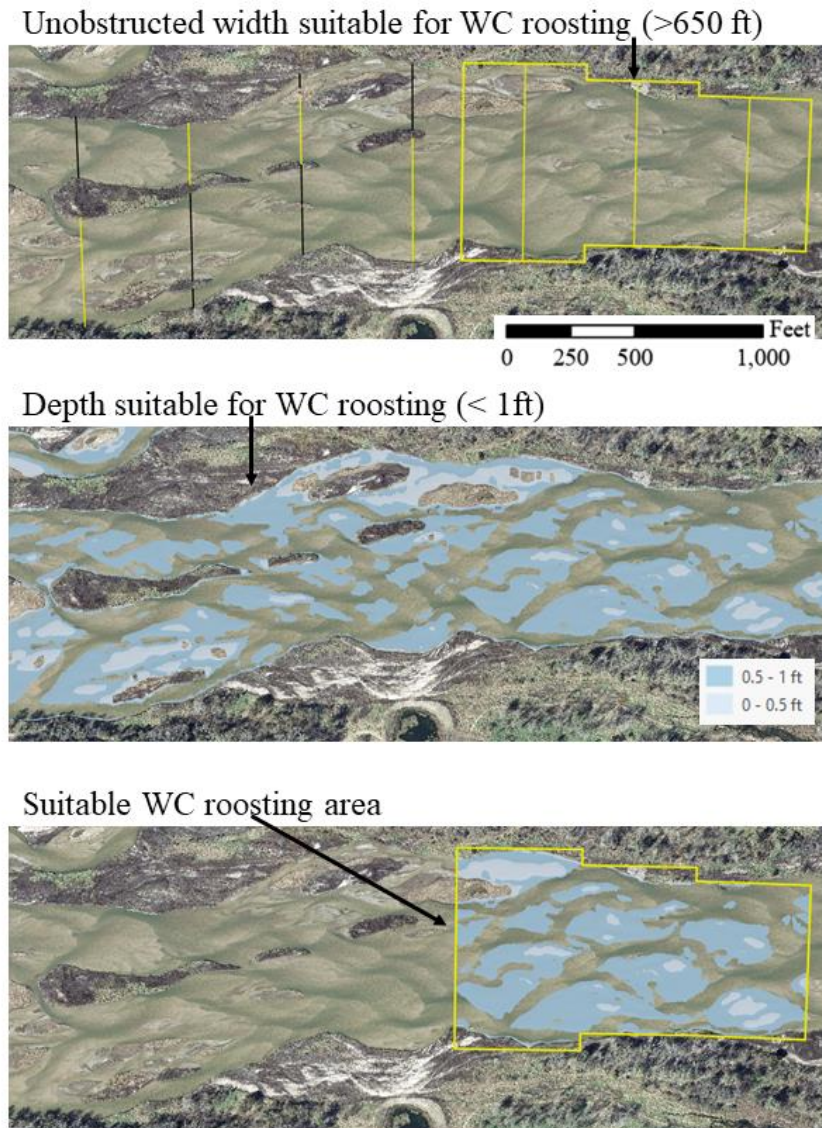 Unobstructed width suitable for WC roosting (>650 ft)
Feet
0 250 500 1,000
Depth suitable for WC roosting (< 1ft)
0.5 - 1 ft
0 - 0.5 ft
Suitable WC roosting area